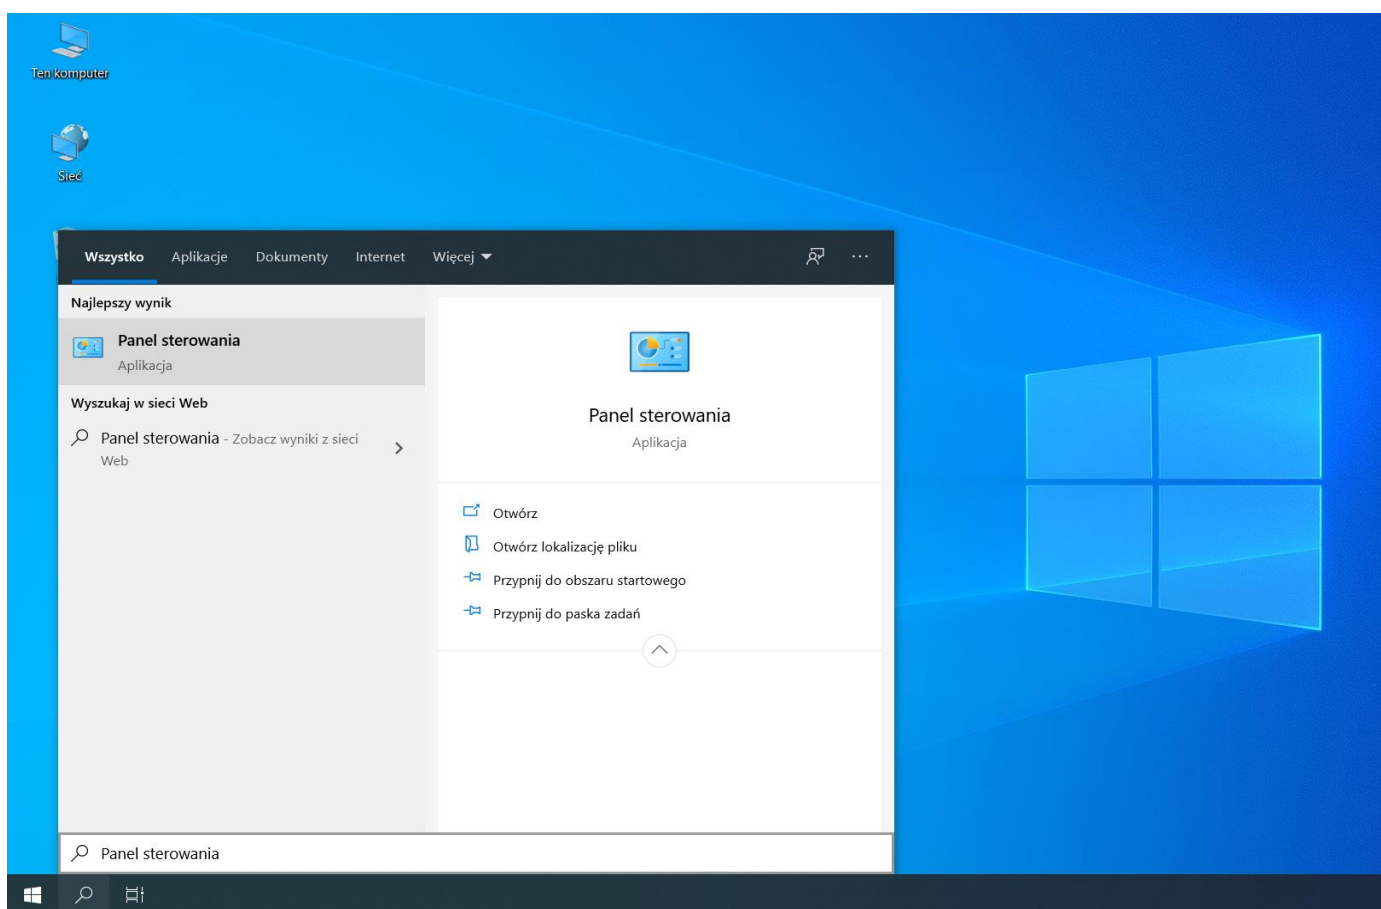 Ten komputer
Sieć
Wszystko Aplikacje Dokumenty Internet Więcej
Najlepszy wynik
Panel sterowania
Aplikacja
Wyszukaj w sieci Web
Panel sterowania - Zobacz wyniki z sieci
Web
Panel sterowania
Aplikacja
Otwórz
Otwórz lokalizację pliku
Przypnij do obszaru startowego
Przypnij do paska zadań
Panel sterowania